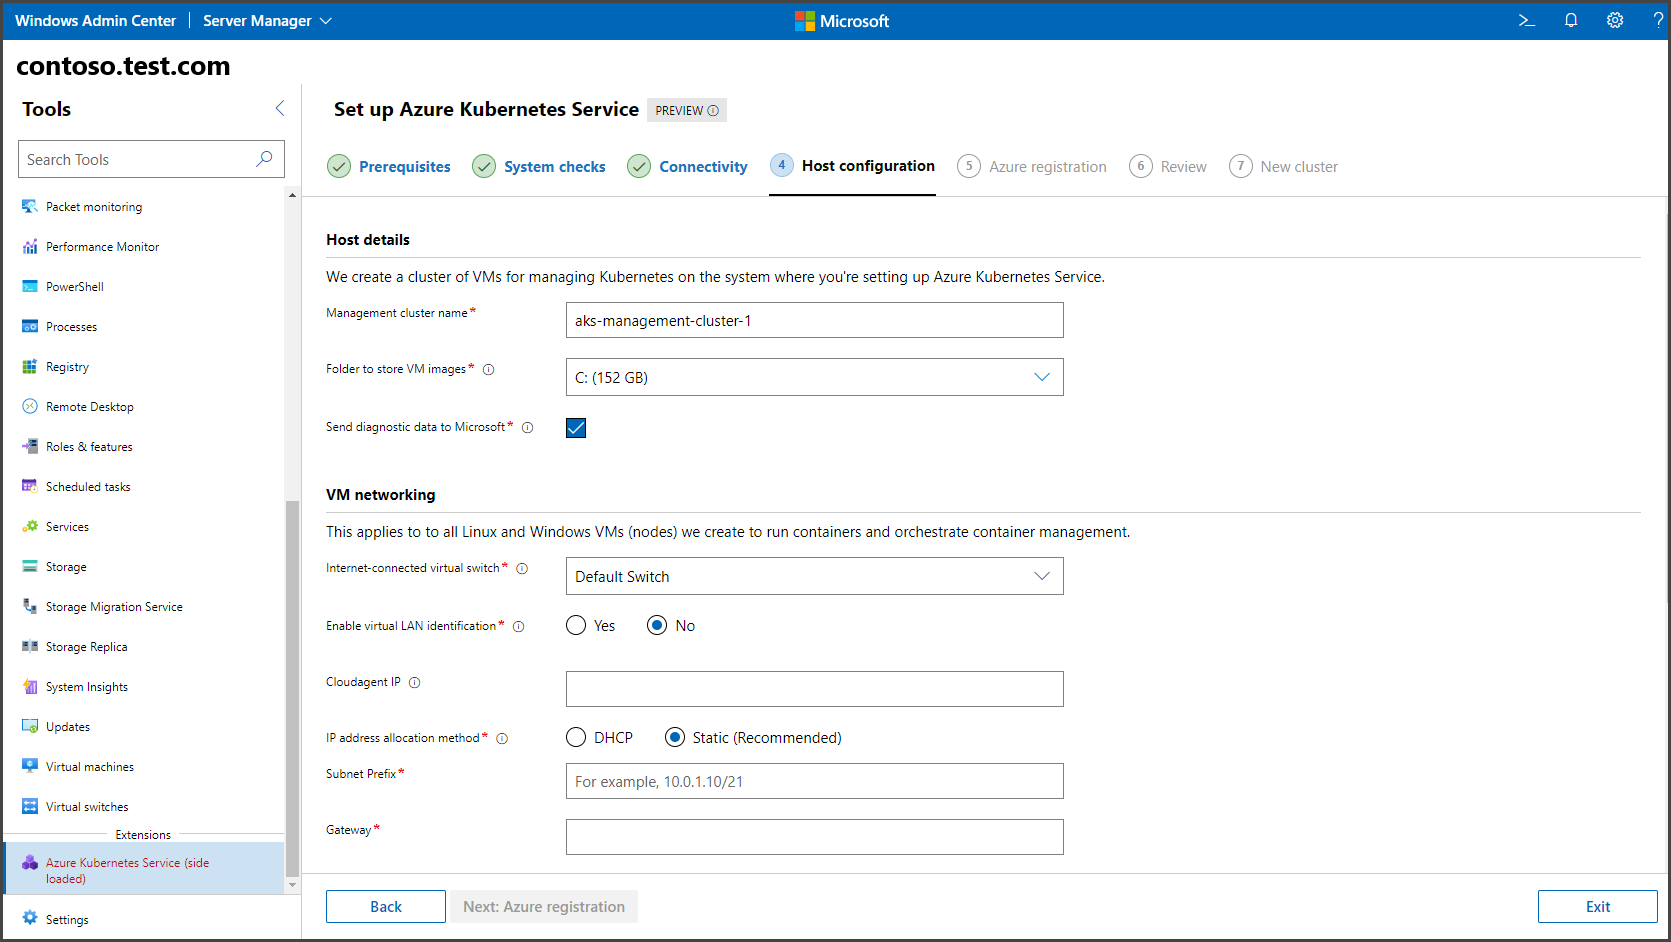 Windows Admin Center | Server Manager
Microsoft
contoso.test.com
Tools
Search Tools
Packet monitoring
Performance Monitor
PowerShell
Processes
Registry
Remote Desktop
Roles & features
Scheduled tasks
Services
Storage
Storage Migration Service
Storage Replica
System Insights
Updates
Virtual machines
Virtual switches
Extensions
Azure Kubernetes Service (side
loaded)
Settings
Set up Azure Kubernetes Service PREVIEW
Prerequisites System checks Connectivity 4 Host configuration 5 Azure registration 6 Review 7 New cluster
Host details
We create a cluster of VMs for managing Kubernetes on the system where you're setting up Azure Kubernetes Service.
Management cluster name* aks-management-cluster-1
Folder to store VM images* C: (152 GB)
Send diagnostic data to Microsoft*
VM networking
This applies to to all Linux and Windows VMs (nodes) we create to run containers and orchestrate container management.
Internet-connected virtual switch* Default Switch
Enable virtual LAN identification* Yes No
Cloudagent IP
IP address allocation method* DHCP Static (Recommended)
Subnet Prefix* For example, 10.0.1.10/21
Gateway*
Back Next: Azure registration Exit